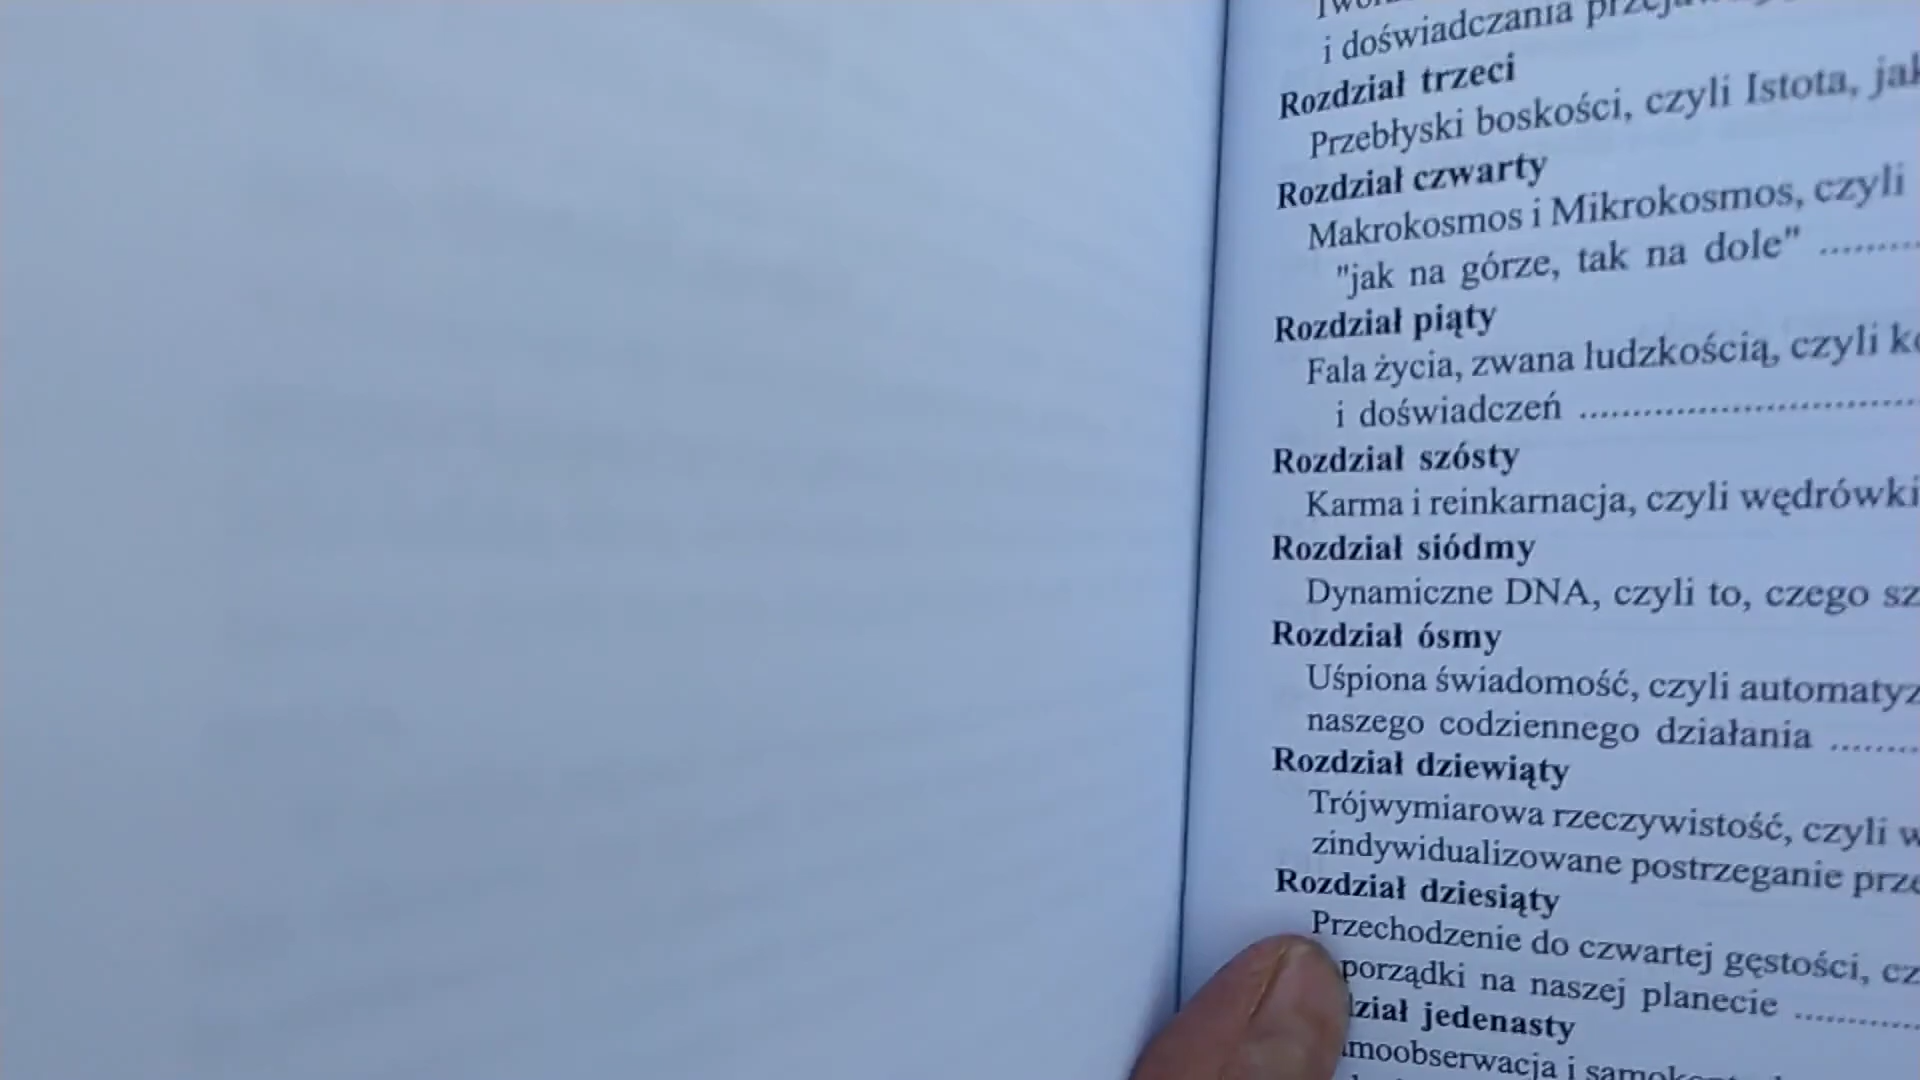 i doświadczania
Rozdział trzeci
Przebłyski boskości, czyli Istota,
Rozdział czwarty
Makrokosmos i Mikrokosmos, czyli
"jak na górze, tak na dole" ..........
Rozdział piąty
Fala życia, zwana ludzkością, czyli
i doświadczeń ........................................
Rozdział szósty
Karma i reinkarnacja, czyli wędrówki
Rozdział siódmy
Dynamiczne DNA, czyli to, czego
Rozdział ósmy
Uśpiona świadomość, czyli
naszego codziennego działania ..........
Rozdział dziewiąty
Trójwymiarowa rzeczywistość, czyli
zindywidualizowane postrzeganie
Rozdział dziesiąty
Przechodzenie do czwartej gęstości,
porządki na naszej planecie ..............
jedenasty
i